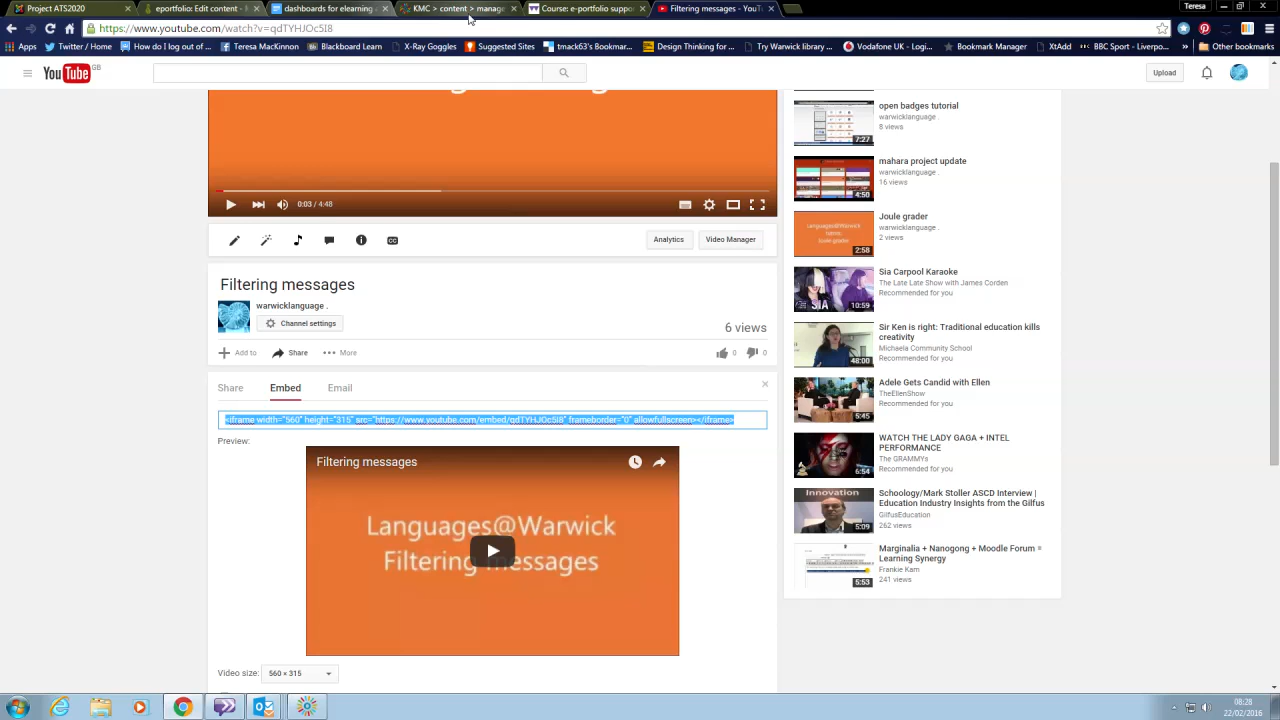 Project ATS2020
eportfolio: Edit content -
dashboards for elearning
KMC > content > manage
Course: e-portfolio suppo
Filtering messages - YouT
Teresa
https://www.youtube.com/watch?v=qdTYHJOc5I8
Apps
Twitter / Home
How I log out of ...
Teresa MacKinnon
Blackboard Learn
X-Ray Goggles
Suggested Sites
tmack63's Bookmark...
Design Thinking for ...
Try Warwick library ...
Vodafone UK - Logi...
Bookmark Manager
XtAdd
BBC Sport - Liverpo...
Other bookmarks
YouTube GB
Upload
0:03 / 4:48
Analytics
Video Manager
Filtering messages
warwicklanguage .
Channel settings
6 views
Add to
Share
More
0
0
Share
Embed
Email
<iframe width="560" height="315" src="https://www.youtube.com/embed/qdTYHJOc5I8" frameborder="0" allowfullscreen></iframe>
Preview:
Filtering messages
Languages@Warwick
Filtering messages
Video size:
560 × 315
open badges tutorial
warwicklanguage .
8 views
7:27
mahara project update
warwicklanguage .
16 views
4:50
Joule grader
warwicklanguage .
2 views
Languages@Warwick
Joule grader
2:58
Sia Carpool Karaoke
The Late Late Show with James Corden
Recommended for you
SIA
10:59
Sir Ken is right: Traditional education kills
creativity
Michaela Community School
Recommended for you
48:00
Adele Gets Candid with Ellen
TheEllenShow
Recommended for you
5:45
WATCH THE LADY GAGA + INTEL
PERFORMANCE
The GRAMMYs
Recommended for you
6:54
Schoology/Mark Stoller ASCD Interview |
Education Industry Insights from the Gilfus
GilfusEducation
262 views
Innovation
5:09
Marginalia + Nanogong + Moodle Forum =
Learning Synergy
Frankie Kam
241 views
5:53
08:28
22/02/2016